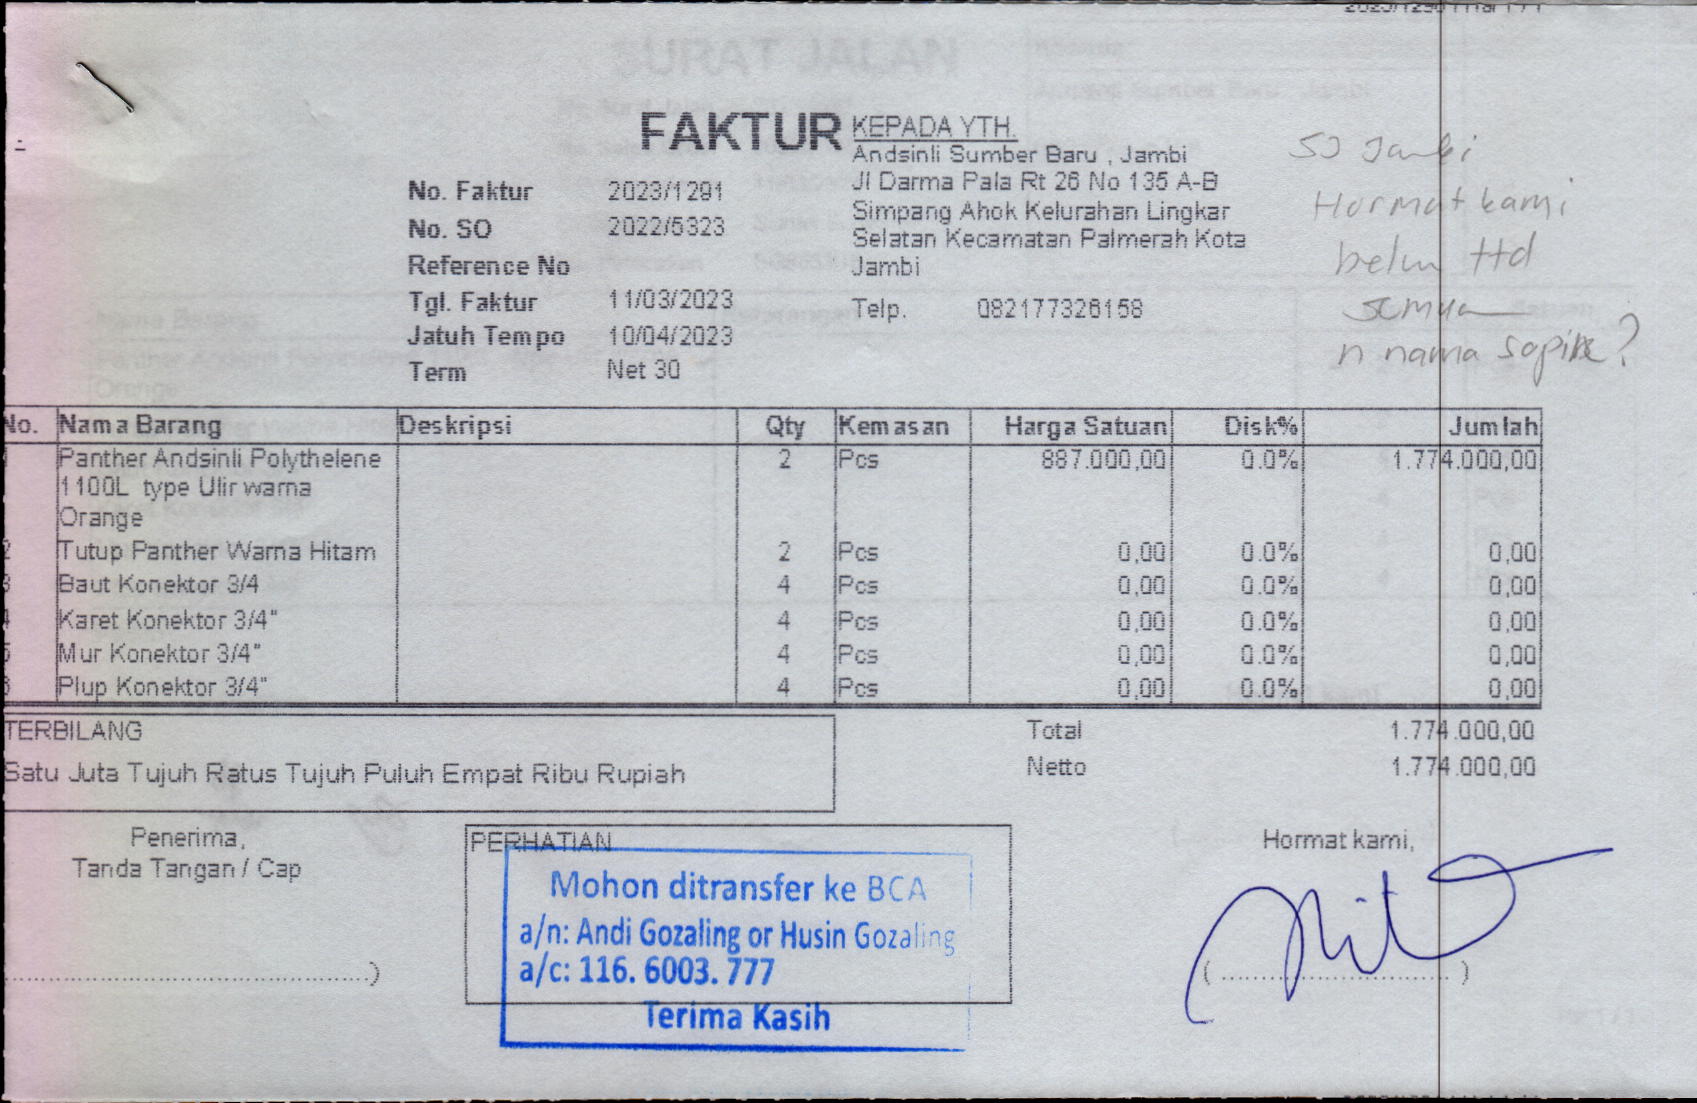 FAKTUR
KEPADA YTH.
Andsinli Sumber Baru , Jambi
Jl Darma Pala Rt 26 No 135 A-B
Simpang Ahok Kelurahan Lingkar
Selatan Kecamatan Palmerah Kota
Jambi
Telp. 082177326158
No. Faktur 2023/1291
No. SO 2022/5323
Reference No
Tgl. Faktur 11/03/2023
Jatuh Tempo 10/04/2023
Term Net 30
SJ Jambi
Hormat kami
belum ttd
semua
n nama sopir ?
No. Nama Barang Deskripsi Qty Kemasan Harga Satuan Disk% Jumlah
Panther Andsinli Polythelene 2 Pcs 887.000,00 0.0% 1.774.000,00
1100L type Ulir warna
Orange
2 Tutup Panther Warna Hitam 2 Pcs 0,00 0.0% 0,00
3 Baut Konektor 3/4 4 Pcs 0,00 0.0% 0,00
4 Karet Konektor 3/4" 4 Pcs 0,00 0.0% 0,00
5 Mur Konektor 3/4" 4 Pcs 0,00 0.0% 0,00
6 Plup Konektor 3/4" 4 Pcs 0,00 0.0% 0,00
TERBILANG
Satu Juta Tujuh Ratus Tujuh Puluh Empat Ribu Rupiah
Total 1.774.000,00
Netto 1.774.000,00
Penerima,
Tanda Tangan / Cap
PERHATIAN
Mohon ditransfer ke BCA
a/n: Andi Gozaling or Husin Gozaling
a/c: 116. 6003. 777
Terima Kasih
Hormat kami,